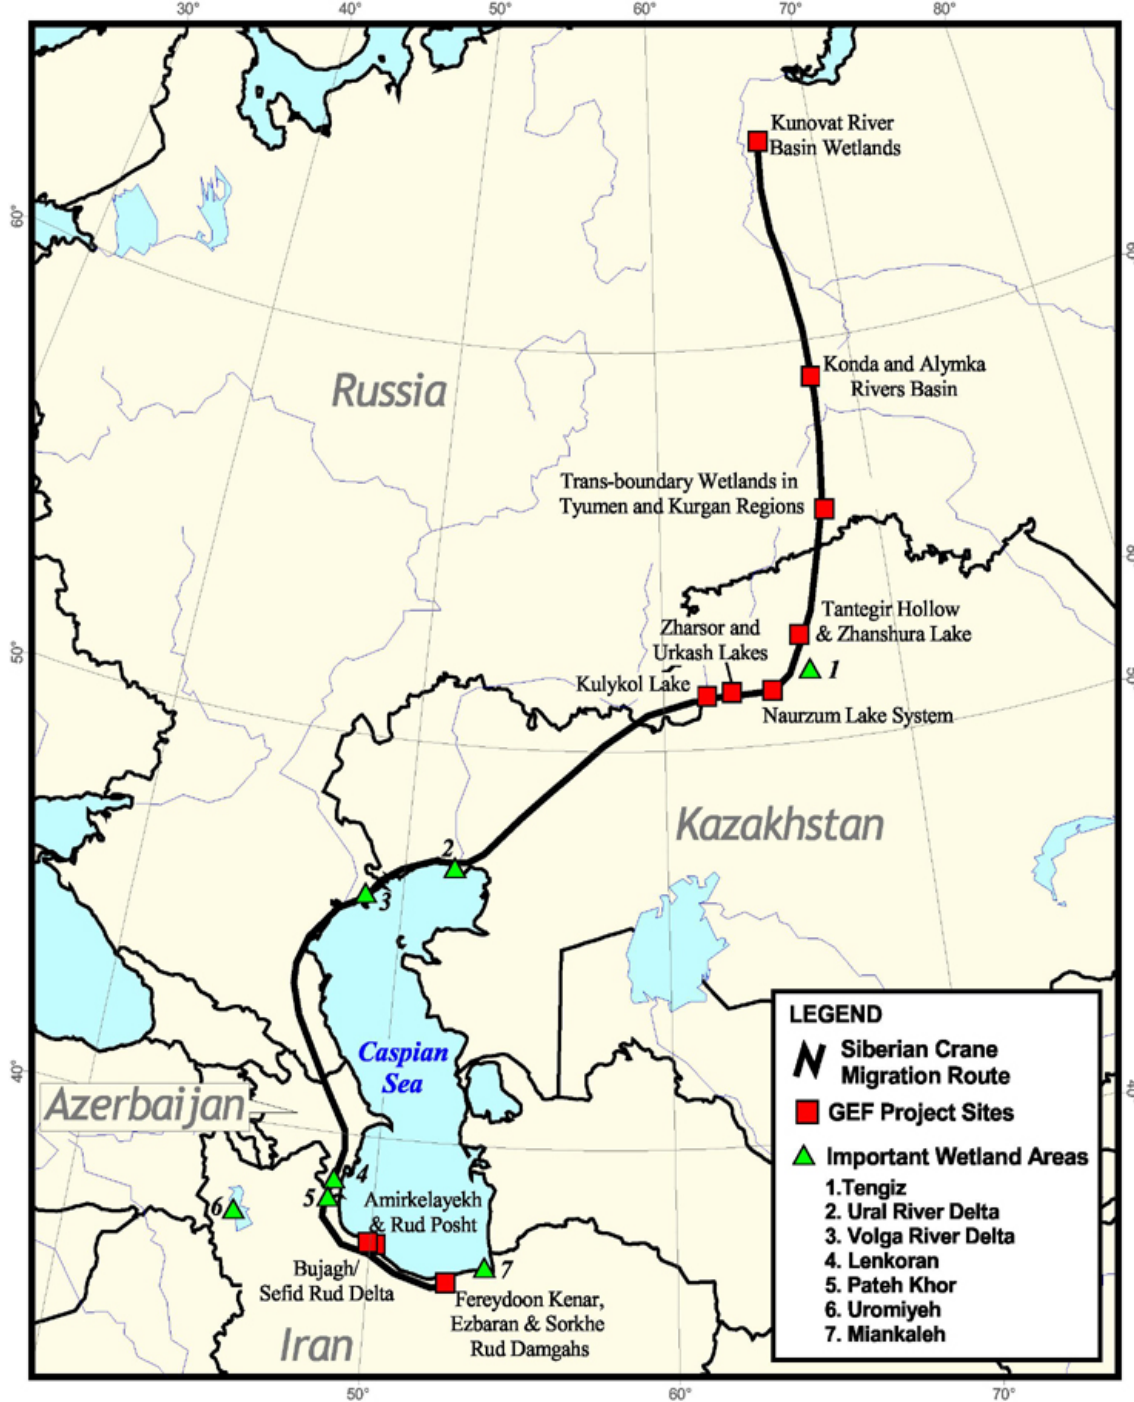 30°
40°
50°
60°
70°
80°
Kunovat River
Basin Wetlands
60°
60
Konda and Alymka
Rivers Basin
Russia
Trans-boundary Wetlands in
Tyumen and Kurgan Regions
Tantegir Hollow
& Zhanshura Lake
Zharsor and
Urkash Lakes
50°
1
Kulykol Lake
Naurzum Lake System
Kazakhstan
2
3
LEGEND
Siberian Crane
Migration Route
GEF Project Sites
Important Wetland Areas
1.Tengiz
2. Ural River Delta
3. Volga River Delta
4. Lenkoran
5. Pateh Khor
6. Uromiyeh
7. Miankaleh
Caspian
Sea
40°
Azerbaijan
4
5
6
Amirkelayekh
& Rud Posht
Bujagh/
Sefid Rud Delta
7
Fereydoon Kenar,
Ezbaran & Sorkhe
Rud Damgahs
Iran
50°
60°
70°